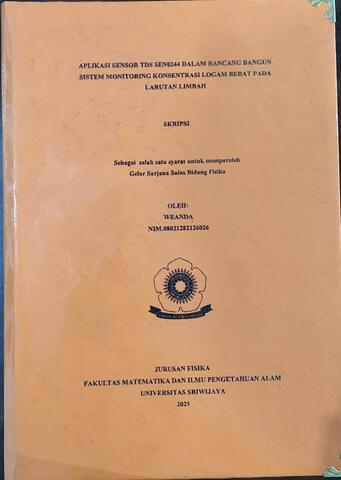 APLIKASI SENSOR TDS SEN0244 DALAM RANCANG BANGUN
SISTEM MONITORING KONSENTRASI LOGAM BERAT PADA
LARUTAN LIMBAH
SKRIPSI
Sebagai salah satu syarat untuk memperoleh
Gelar Sarjana Sains Bidang Fisika
OLEH:
WEANDA
NIM.08021282126026
JURUSAN FISIKA
FAKULTAS MATEMATIKA DAN ILMU PENGETAHUAN ALAM
UNIVERSITAS SRIWIJAYA
2025